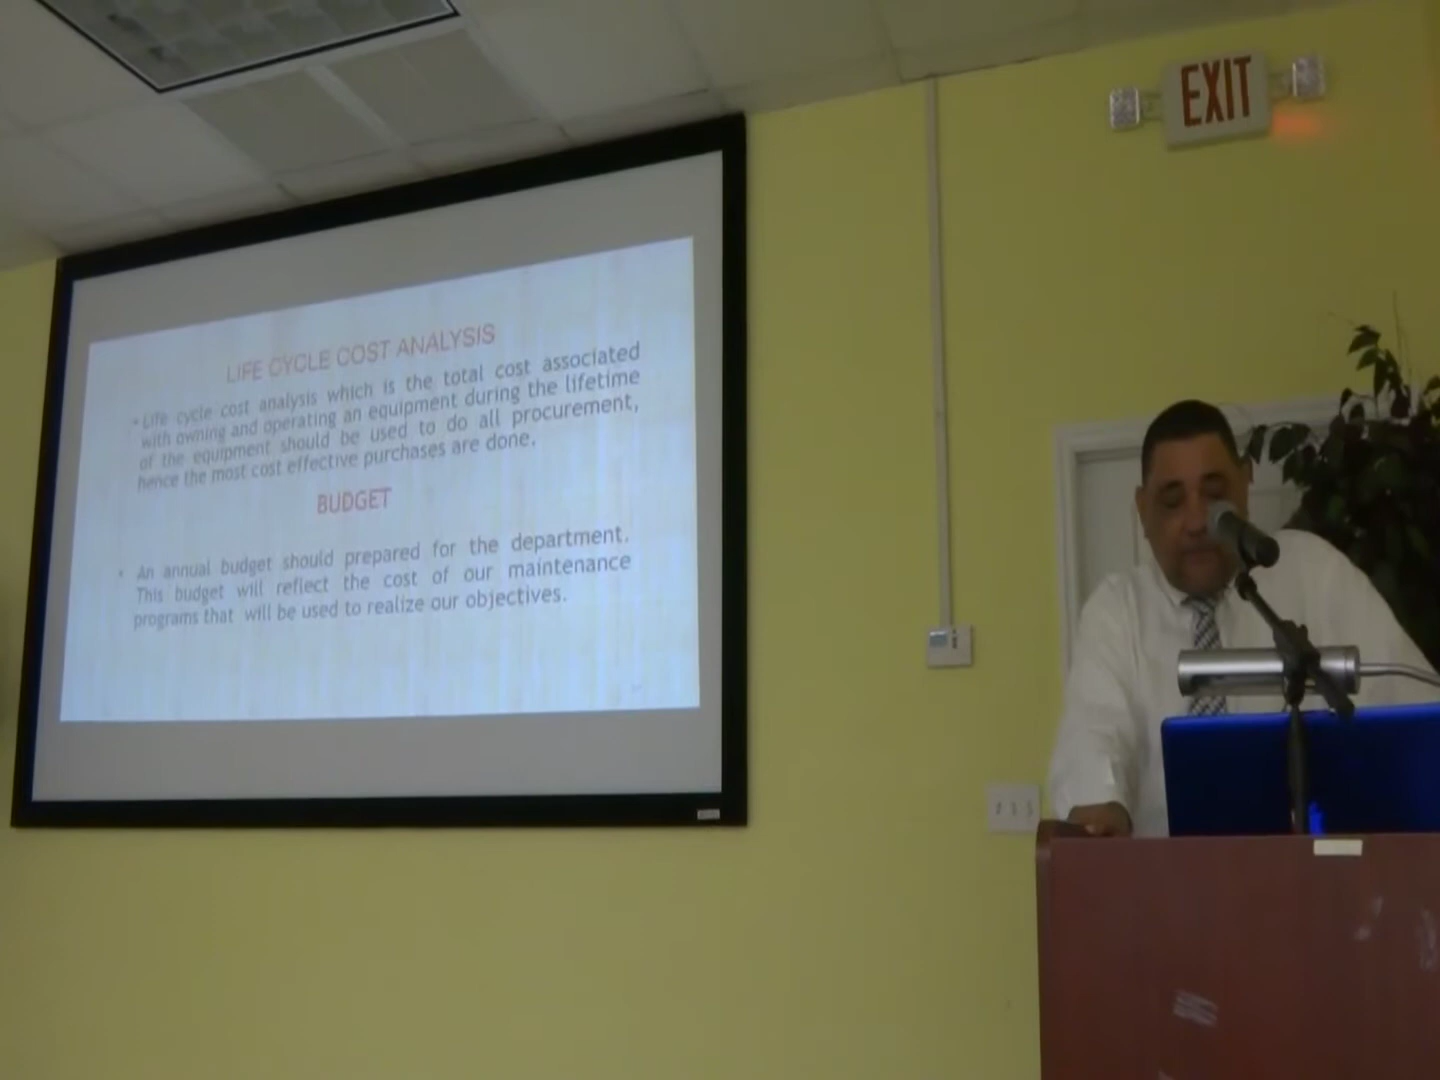 EXIT
LIFE CYCLE COST ANALYSIS
• Life cycle cost analysis which is the total cost associated
with owning and operating an equipment during the lifetime
of the equipment should be used to do all procurement,
hence the most cost effective purchases are done.
BUDGET
• An annual budget should prepared for the department.
This budget will reflect the cost of our maintenance
programs that will be used to realize our objectives.